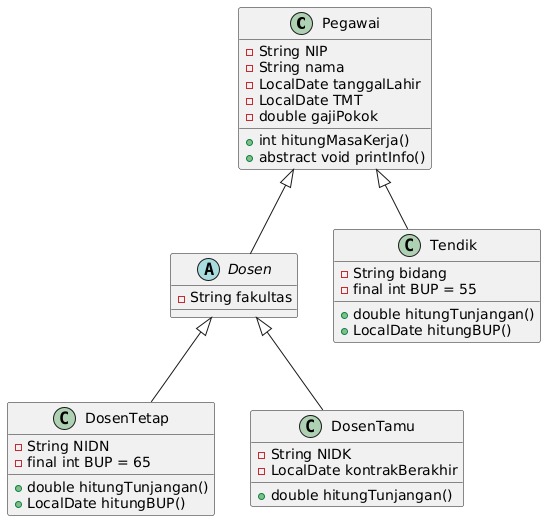 C Pegawai
String NIP
String nama
LocalDate tanggalLahir
LocalDate TMT
double gajiPokok
int hitungMasaKerja()
abstract void printInfo()
A Dosen
String fakultas
C Tendik
String bidang
final int BUP = 55
double hitungTunjangan()
LocalDate hitungBUP()
C DosenTetap
String NIDN
final int BUP = 65
double hitungTunjangan()
LocalDate hitungBUP()
C DosenTamu
String NIDK
LocalDate kontrakBerakhir
double hitungTunjangan()